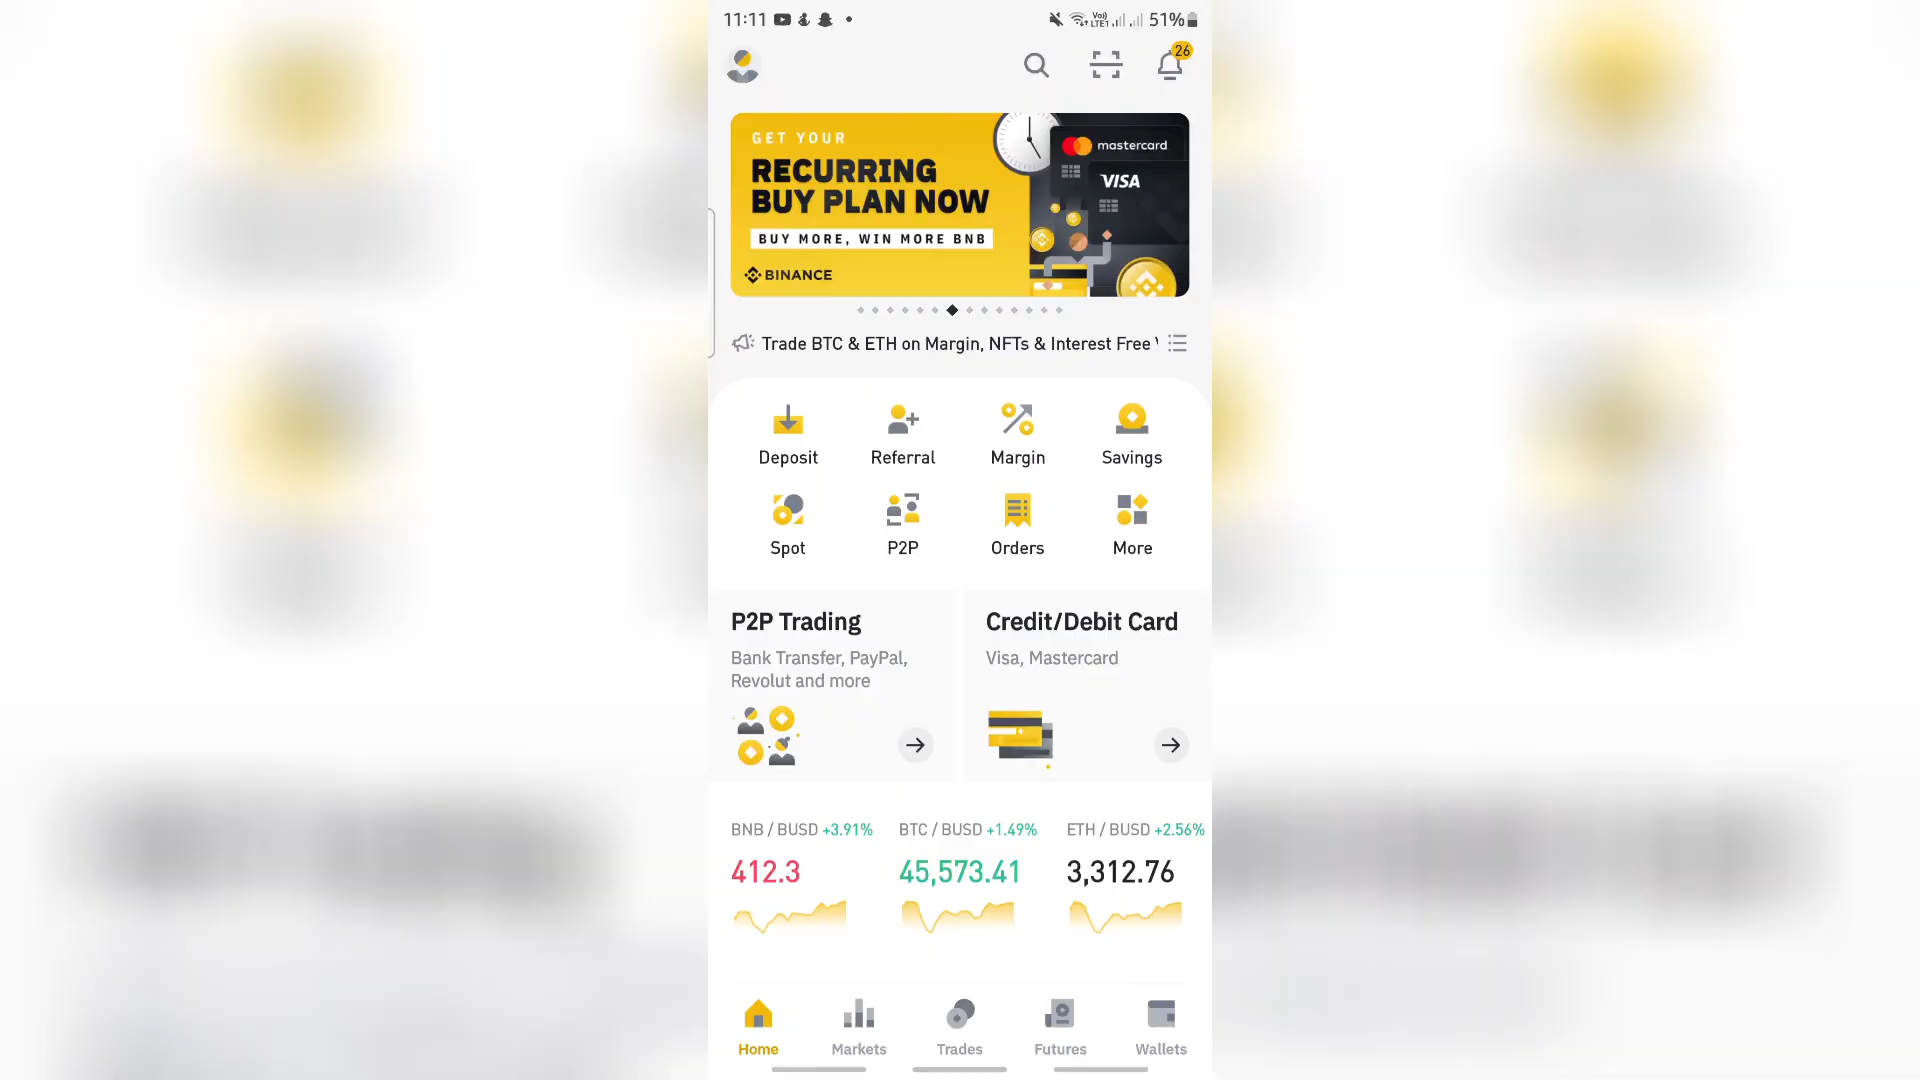 11:11 Vo)) LTE1 51%
26
GET YOUR
RECURRING
BUY PLAN NOW
BUY MORE, WIN MORE BNB
BINANCE
mastercard
VISA
Trade BTC & ETH on Margin, NFTs & Interest Free
Deposit Referral Margin Savings
Spot P2P Orders More
P2P Trading
Bank Transfer, PayPal,
Revolut and more
Credit/Debit Card
Visa, Mastercard
BNB / BUSD +3.91% BTC / BUSD +1.49% ETH / BUSD +2.56%
412.3 45,573.41 3,312.76
Home Markets Trades Futures Wallets